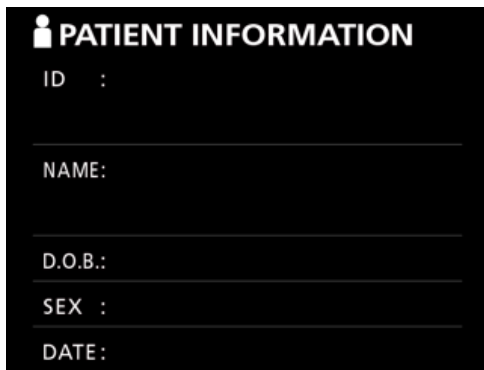 PATIENT INFORMATION
ID :
NAME:
D.O.B.:
SEX :
DATE: